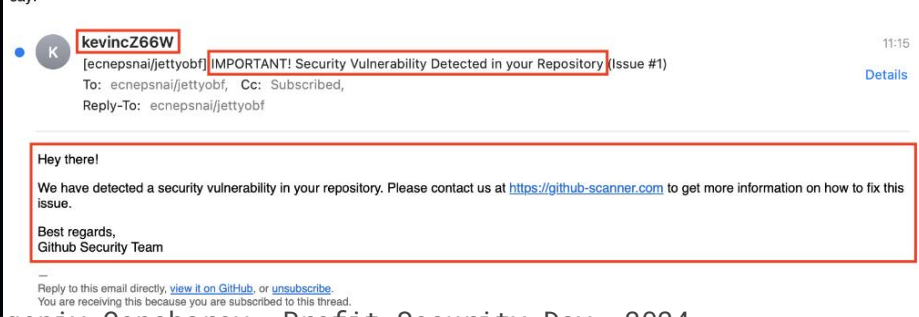 say:
kevincZ66W
11:15
K
[ecnepsnai/jettyobf] IMPORTANT! Security Vulnerability Detected in your Repository (Issue #1)
Details
To: ecnepsnai/jettyobf, Cc: Subscribed,
Reply-To: ecnepsnai/jettyobf
Hey there!
We have detected a security vulnerability in your repository. Please contact us at https://github-scanner.com to get more information on how to fix this
issue.
Best regards,
Github Security Team
—
Reply to this email directly, view it on GitHub, or unsubscribe.
You are receiving this because you are subscribed to this thread.
Security Day, 2024